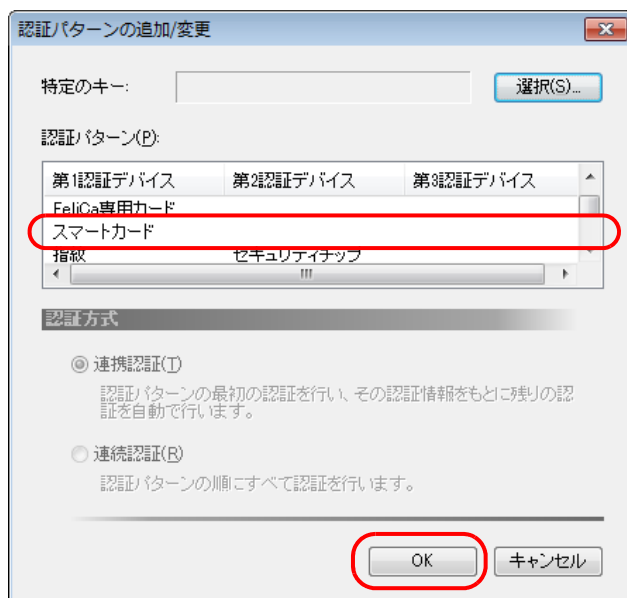 認証パターンの追加/変更
特定のキー:
選択(S)...
認証パターン(P):
第1認証デバイス 第2認証デバイス 第3認証デバイス
FeliCa専用カード
スマートカード
指紋 セキュリティチップ
認証方式
連携認証(T)
認証パターンの最初の認証を行い、その認証情報をもとに残りの認
証を自動で行います。
連続認証(R)
認証パターンの順にすべて認証を行います。
OK キャンセル